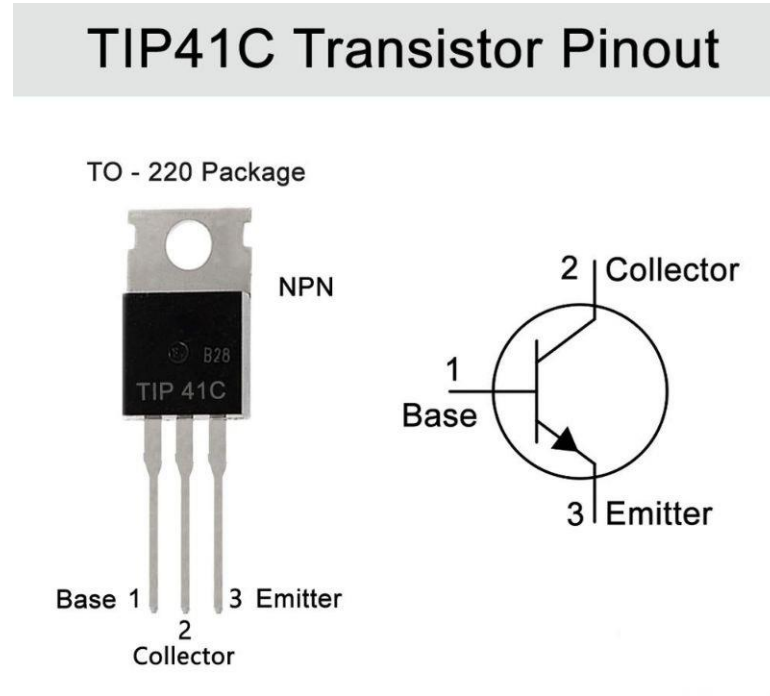 TIP41C Transistor Pinout
TO - 220 Package
NPN
B28
TIP 41C
Base 1
2
Collector
3 Emitter
2 Collector
1
Base
3 Emitter